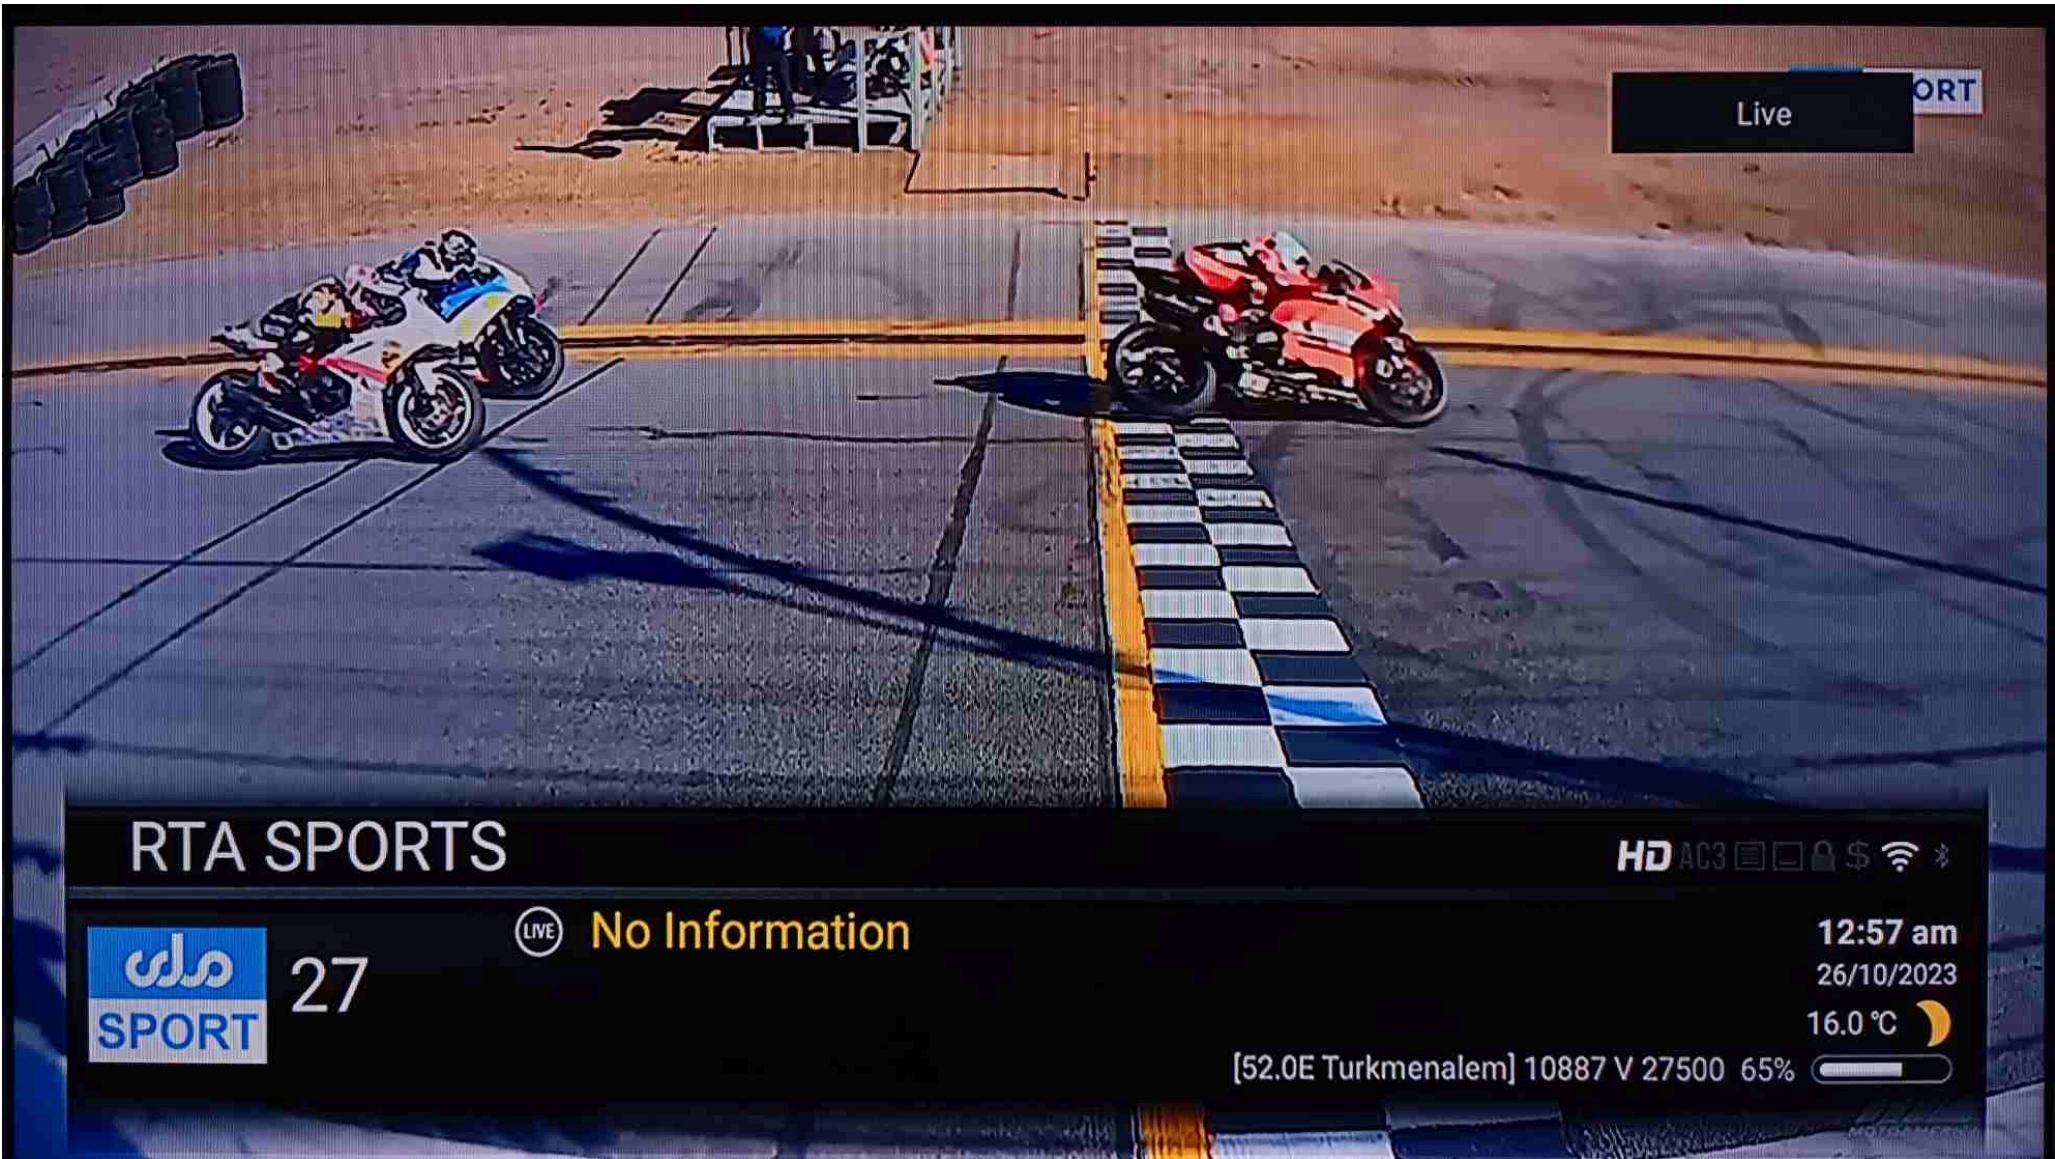 Live
ORT
RTA SPORTS
HD AC3 $
SPORT
27
LIVE
No Information
12:57 am
26/10/2023
16.0 °C
[52.0E Turkmenalem] 10887 V 27500 65%